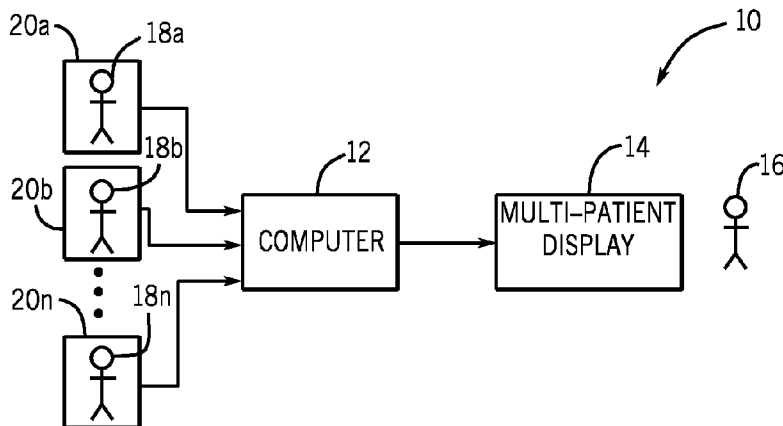 20a
18a
10
18b
12
14
16
20b
COMPUTER
MULTI-PATIENT
DISPLAY
20n
18n